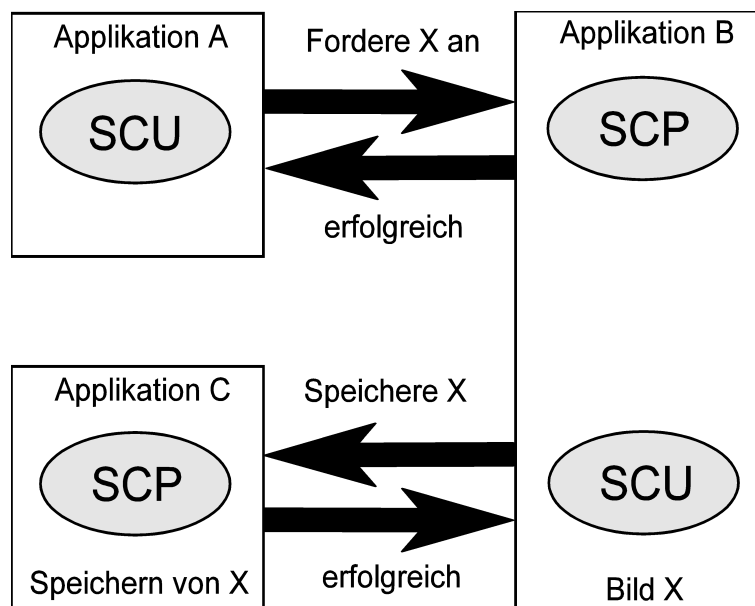 Applikation A
Fordere X an
Applikation B
SCU
SCP
erfolgreich
Applikation C
Speichere X
SCP
SCU
Speichern von X
erfolgreich
Bild X